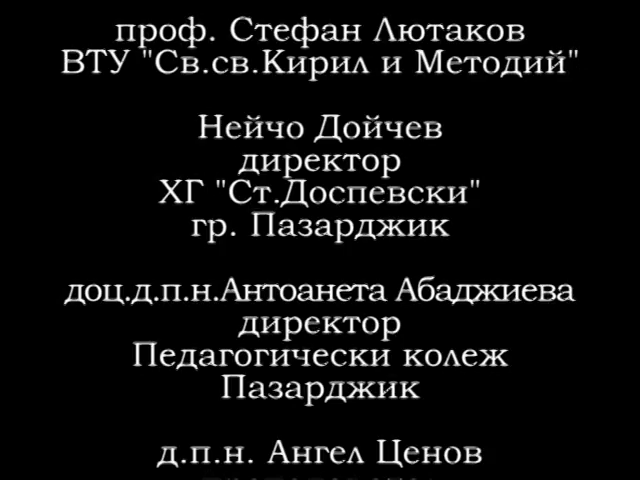 проф. Стефан Лютаков
ВТУ "Св.св.Кирил и Методий"
Нейчо Дойчев
директор
ХГ "Ст.Доспевски"
гр. Пазарджик
доц.д.п.н.Антоанета Абаджиева
директор
Педагогически колеж
Пазарджик
д.п.н. Ангел Ценов